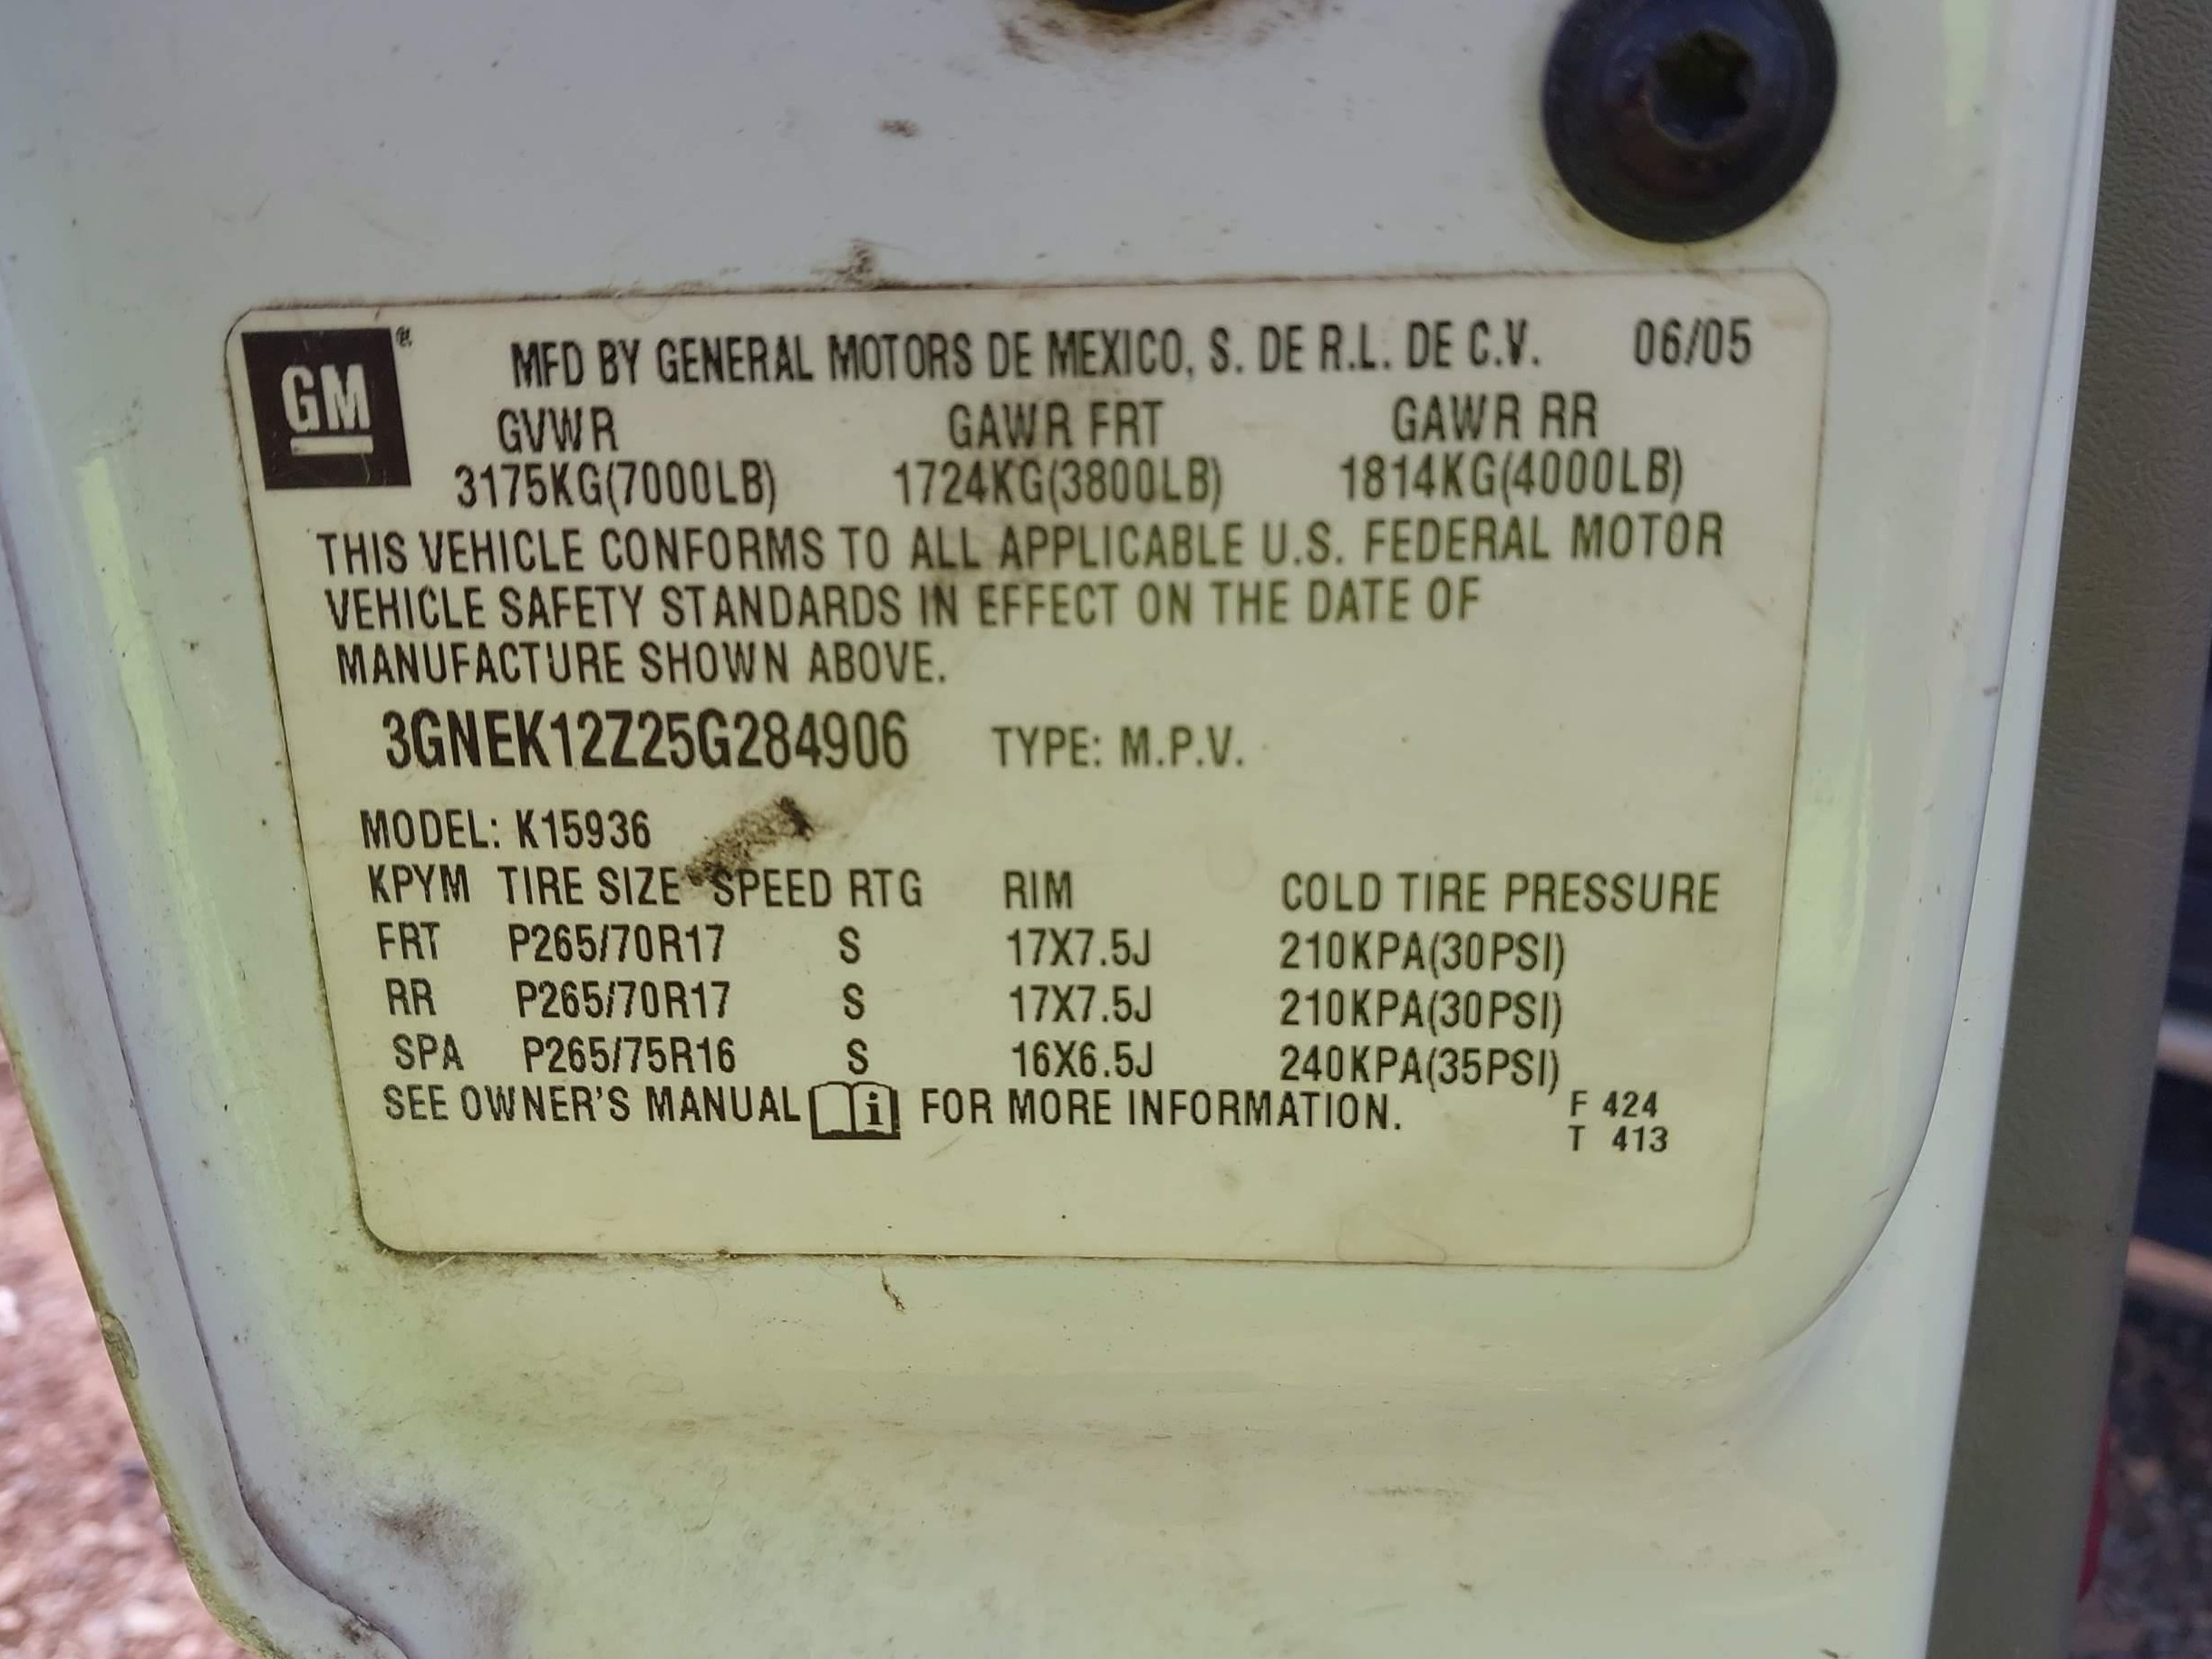 GM
MFD BY GENERAL MOTORS DE MEXICO, S. DE R.L. DE C.V. 06/05
GVWR GAWR FRT GAWR RR
3175KG(7000LB) 1724KG(3800LB) 1814KG(4000LB)
THIS VEHICLE CONFORMS TO ALL APPLICABLE U.S. FEDERAL MOTOR
VEHICLE SAFETY STANDARDS IN EFFECT ON THE DATE OF
MANUFACTURE SHOWN ABOVE.
3GNEK12Z25G284906 TYPE: M.P.V.
MODEL: K15936
KPYM TIRE SIZE SPEED RTG RIM COLD TIRE PRESSURE
FRT P265/70R17 S 17X7.5J 210KPA(30PSI)
RR P265/70R17 S 17X7.5J 210KPA(30PSI)
SPA P265/75R16 S 16X6.5J 240KPA(35PSI)
SEE OWNER'S MANUAL i FOR MORE INFORMATION.
F 424
T 413